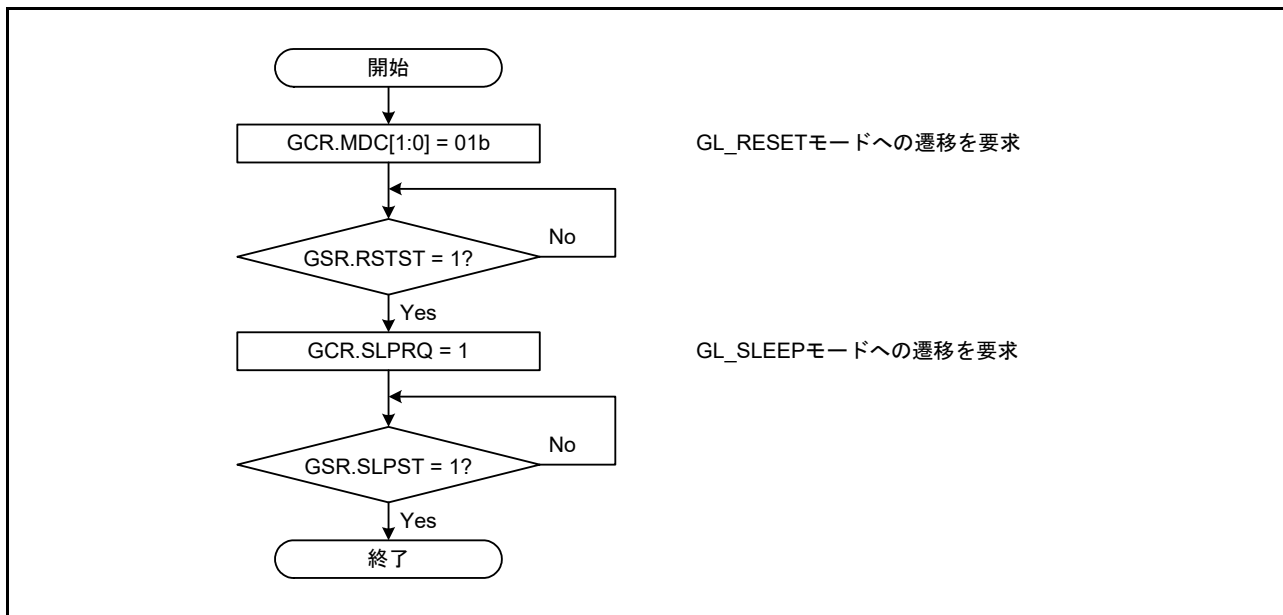 開始
GCR.MDC[1:0] = 01b
GL_RESETモードへの遷移を要求
No
GSR.RSTST = 1?
Yes
GCR.SLPRQ = 1
GL_SLEEPモードへの遷移を要求
No
GSR.SLPST = 1?
Yes
終了